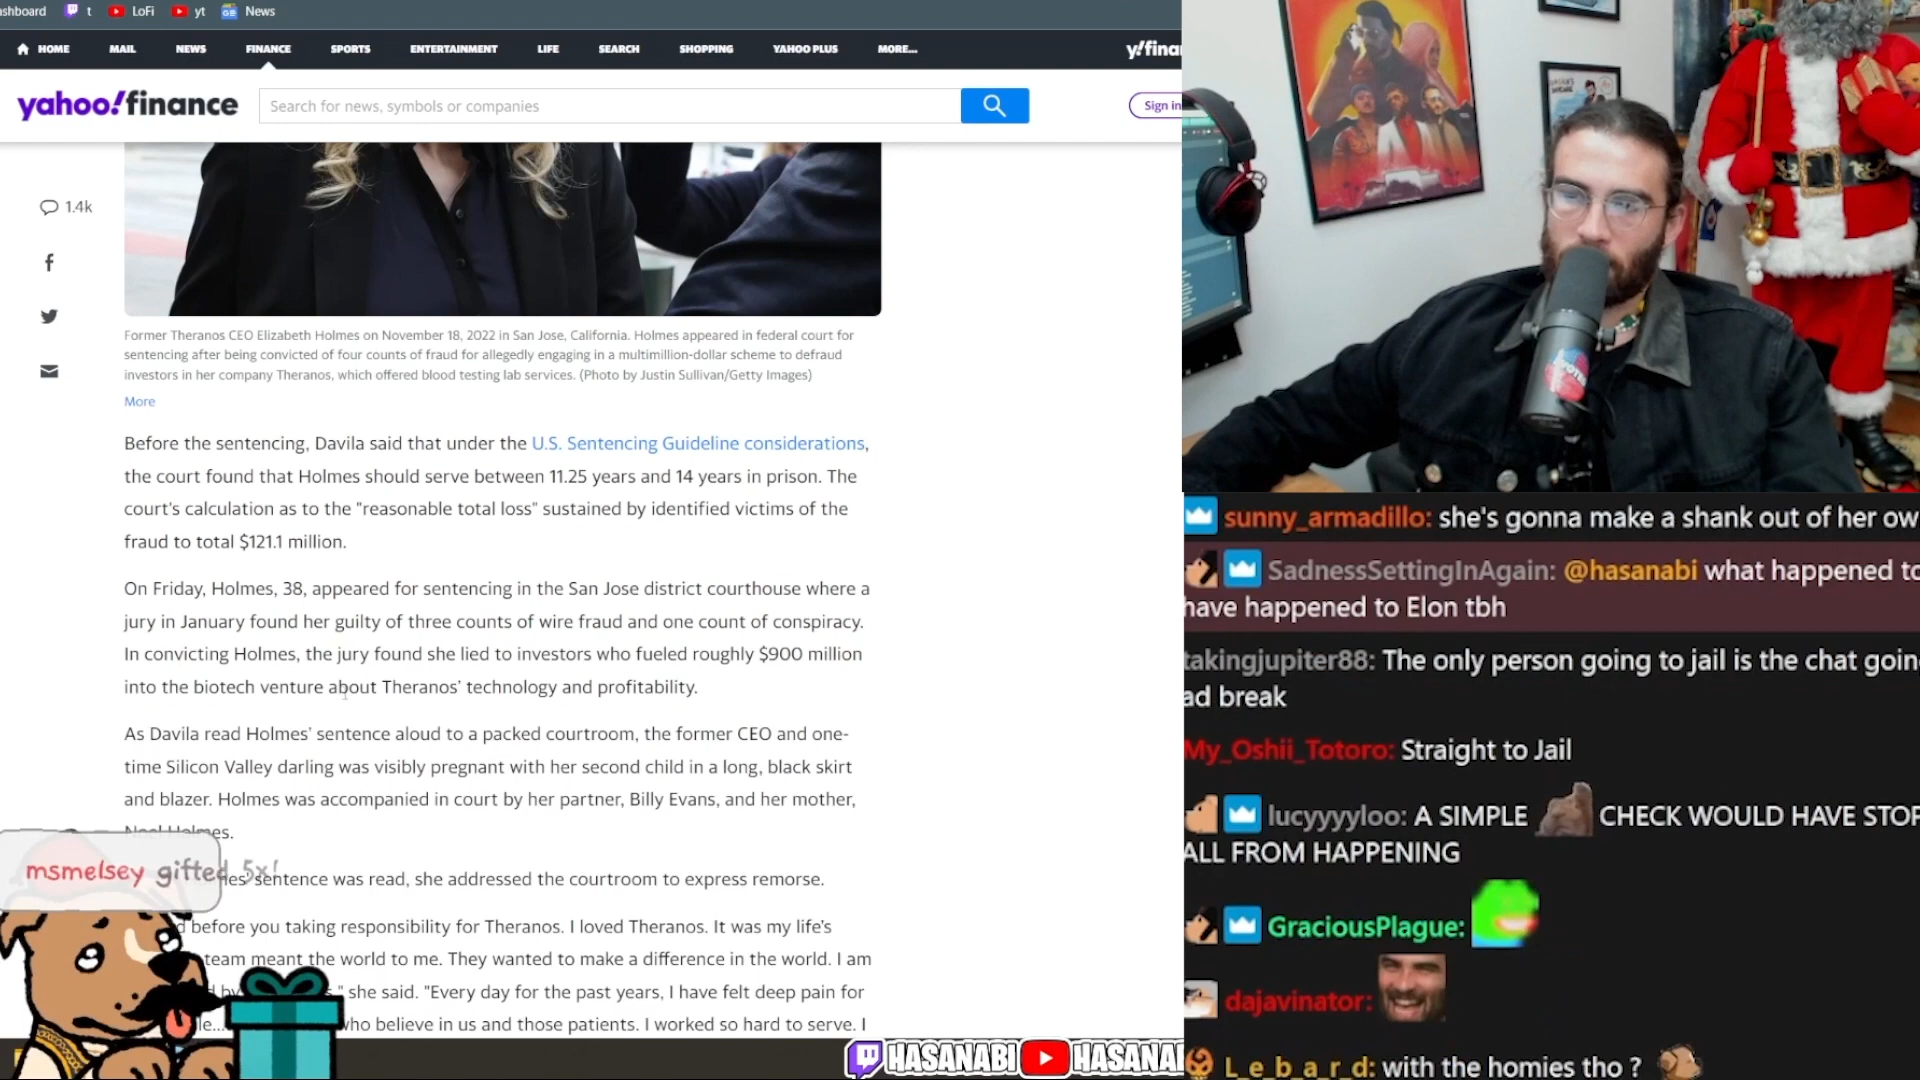 ashboard t LoFi yt News
HOME MAIL NEWS FINANCE SPORTS ENTERTAINMENT LIFE SEARCH SHOPPING YAHOO PLUS MORE...
yahoo!finance Search for news, symbols or companies Sign in
1.4k
Former Theranos CEO Elizabeth Holmes on November 18, 2022 in San Jose, California. Holmes appeared in federal court for
sentencing after being convicted of four counts of fraud for allegedly engaging in a multimillion-dollar scheme to defraud
investors in her company Theranos, which offered blood testing lab services. (Photo by Justin Sullivan/Getty Images)
More
Before the sentencing, Davila said that under the U.S. Sentencing Guideline considerations,
the court found that Holmes should serve between 11.25 years and 14 years in prison. The
court's calculation as to the "reasonable total loss" sustained by identified victims of the
fraud to total $121.1 million.
On Friday, Holmes, 38, appeared for sentencing in the San Jose district courthouse where a
jury in January found her guilty of three counts of wire fraud and one count of conspiracy.
In convicting Holmes, the jury found she lied to investors who fueled roughly $900 million
into the biotech venture about Theranos' technology and profitability.
As Davila read Holmes' sentence aloud to a packed courtroom, the former CEO and one-
time Silicon Valley darling was visibly pregnant with her second child in a long, black skirt
and blazer. Holmes was accompanied in court by her partner, Billy Evans, and her mother,
Noel Holmes.
msmelsey gifted 5x!
sentence was read, she addressed the courtroom to express remorse.
before you taking responsibility for Theranos. I loved Theranos. It was my life's
team meant the world to me. They wanted to make a difference in the world. I am
" she said. "Every day for the past years, I have felt deep pain for
who believe in us and those patients. I worked so hard to serve. I
HASANABI HASANA
sunny_armadillo: she's gonna make a shank out of her ow
SadnessSettingInAgain: @hasanabi what happened to
have happened to Elon tbh
takingjupiter88: The only person going to jail is the chat goin
ad break
My_Oshii_Totoro: Straight to Jail
lucyyyyloo: A SIMPLE CHECK WOULD HAVE STOP
ALL FROM HAPPENING
GraciousPlague:
dajavinator:
L_e_b_a_r_d: with the homies tho ?